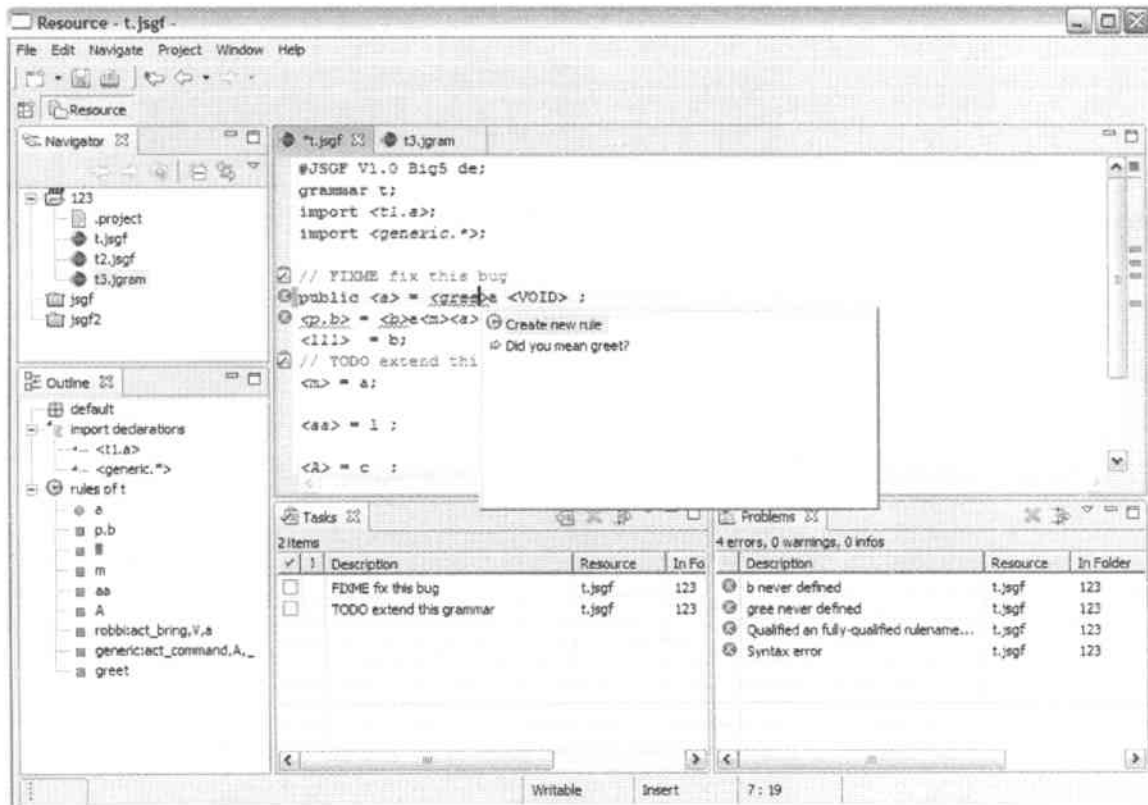 Resource - t.jsgf -
File Edit Navigate Project Window Help
Resource
Navigator
123
.project
t.jsgf
t2.jsgf
t3.jgram
jsgf
jsgf2
Outline
default
import declarations
<t1.a>
<generic.*>
rules of t
a
p.b
m
aa
A
robbi:act_bring,V,a
generic:act_command,A,_
greet
*t.jsgf t3.jgram
#JSGF V1.0 Big5 de;
grammar t;
import <t1.a>;
import <generic.*>;
// FIXME fix this bug
public <a> = <gree>a <VOID> ;
<p.b> = <b>a<m><a>
<lll> = b;
// TODO extend thi
<m> = a;
<aa> = l ;
<A> = c ;
Create new rule
Did you mean greet?
Tasks
2 items
! Description Resource In Fo
FIXME fix this bug t.jsgf 123
TODO extend this grammar t.jsgf 123
Problems
4 errors, 0 warnings, 0 infos
Description Resource In Folder
b never defined t.jsgf 123
gree never defined t.jsgf 123
Qualified an fully-qualified rulename... t.jsgf 123
Syntax error t.jsgf 123
Writable Insert 7 : 19